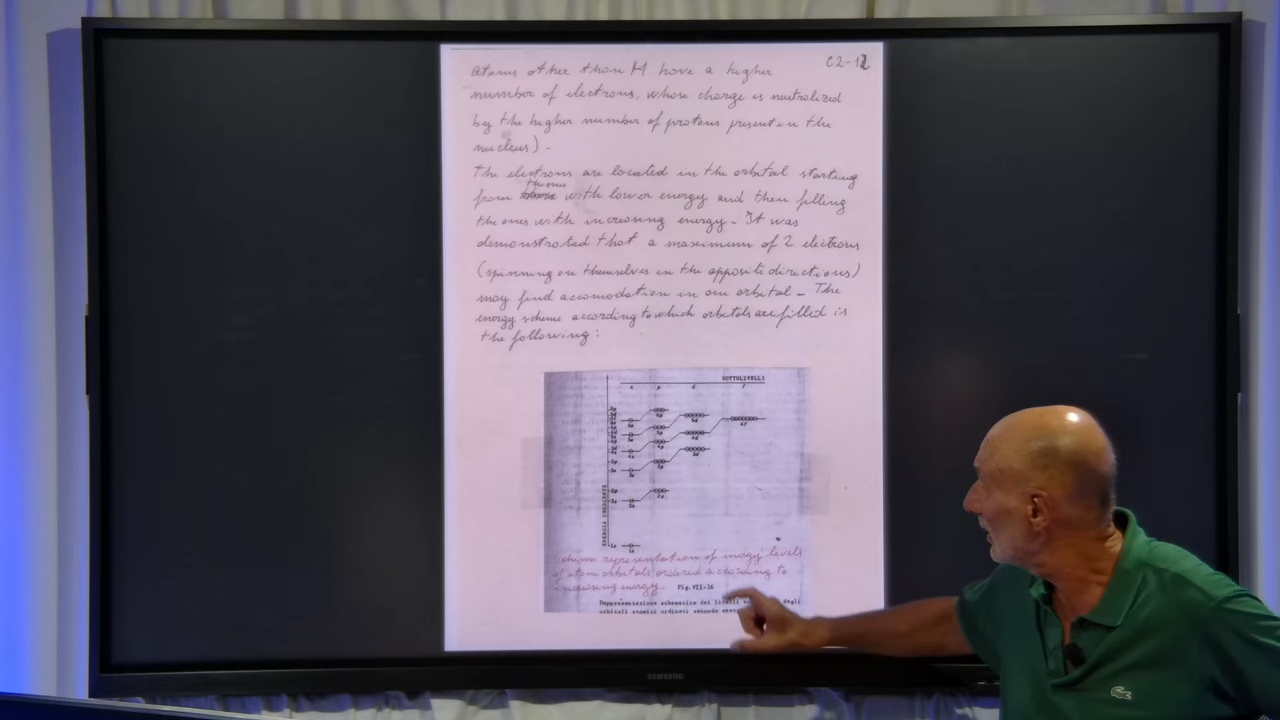 C2-12
atoms other than H have a higher
number of electrons, whose charge is neutralized
by the higher number of protons present in the
nucleus).
The electrons are located in the orbital starting
the ones
from with lower energy and then filling
the ones with increasing energy. It was
demonstrated that a maximum of 2 electrons
(spinning on themselves in the opposite directions)
may find accomodation in one orbital. The
energy scheme according to which orbitals are filled is
the following:
SOTTOLIVELLI
s p d f
6p 5d 4f
5p 4d
4s 4p 3d
3s 3p
2s 2p
1s
ENERGIA CRESCENTE
Scheme representation of energy levels
of atom orbitals ordered according to
increasing energy. Fig. VII-16
Rappresentazione schematica dei livelli degli
orbitali atomici ordinati secondo
SAMSUNG